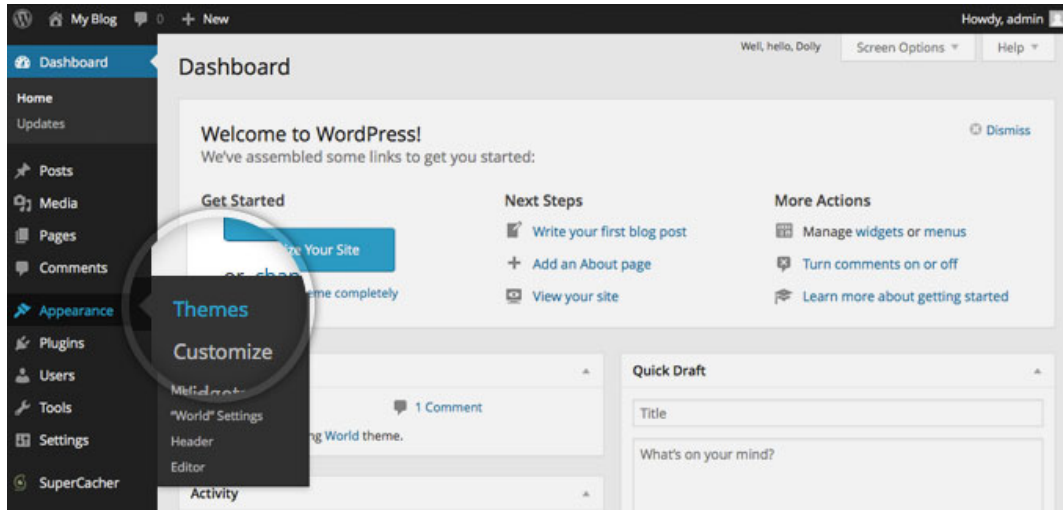 My Blog 0 + New Howdy, admin
Well, hello, Dolly Screen Options Help
Dashboard
Dashboard
Home
Updates
Posts
Media
Pages
Comments
Appearance
Plugins
Users
Tools
Settings
SuperCacher
Welcome to WordPress!
Dismiss
We've assembled some links to get you started:
Get Started
Your Site
or
completely
Themes
Customize
"World" Settings
Header
Editor
Next Steps
Write your first blog post
Add an About page
View your site
More Actions
Manage widgets or menus
Turn comments on or off
Learn more about getting started
1 Comment
World theme.
Activity
Quick Draft
Title
What's on your mind?